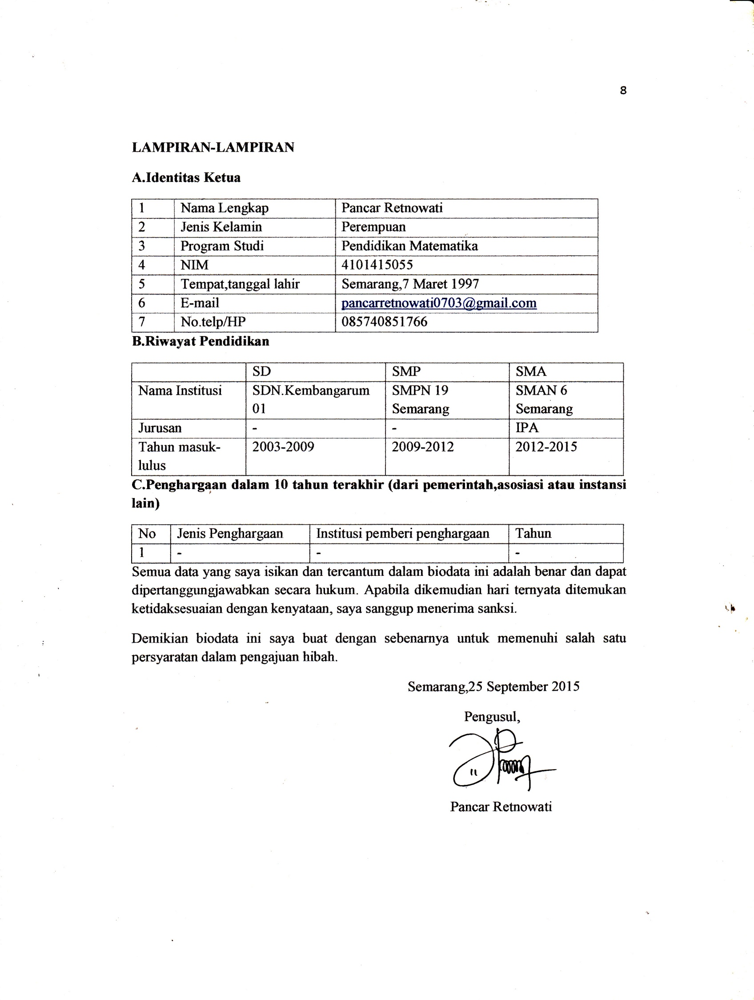 8
LAMPIRAN-LAMPIRAN
A.Identitas Ketua
1 Nama Lengkap Pancar Retnowati
2 Jenis Kelamin Perempuan
3 Program Studi Pendidikan Matematika
4 NIM 4101415055
5 Tempat,tanggal lahir Semarang,7 Maret 1997
6 E-mail pancarretnowati0703@gmail.com
7 No.telp/HP 085740851766
B.Riwayat Pendidikan
SD SMP SMA
Nama Institusi SDN.Kembangarum SMPN 19 SMAN 6
01 Semarang Semarang
Jurusan - - IPA
Tahun masuk- 2003-2009 2009-2012 2012-2015
lulus
C.Penghargaan dalam 10 tahun terakhir (dari pemerintah,asosiasi atau instansi
lain)
No Jenis Penghargaan Institusi pemberi penghargaan Tahun
1 - - -
Semua data yang saya isikan dan tercantum dalam biodata ini adalah benar dan dapat
dipertanggungjawabkan secara hukum. Apabila dikemudian hari ternyata ditemukan
ketidaksesuaian dengan kenyataan, saya sanggup menerima sanksi.
Demikian biodata ini saya buat dengan sebenarnya untuk memenuhi salah satu
persyaratan dalam pengajuan hibah.
Semarang,25 September 2015
Pengusul,
Pancar Retnowati